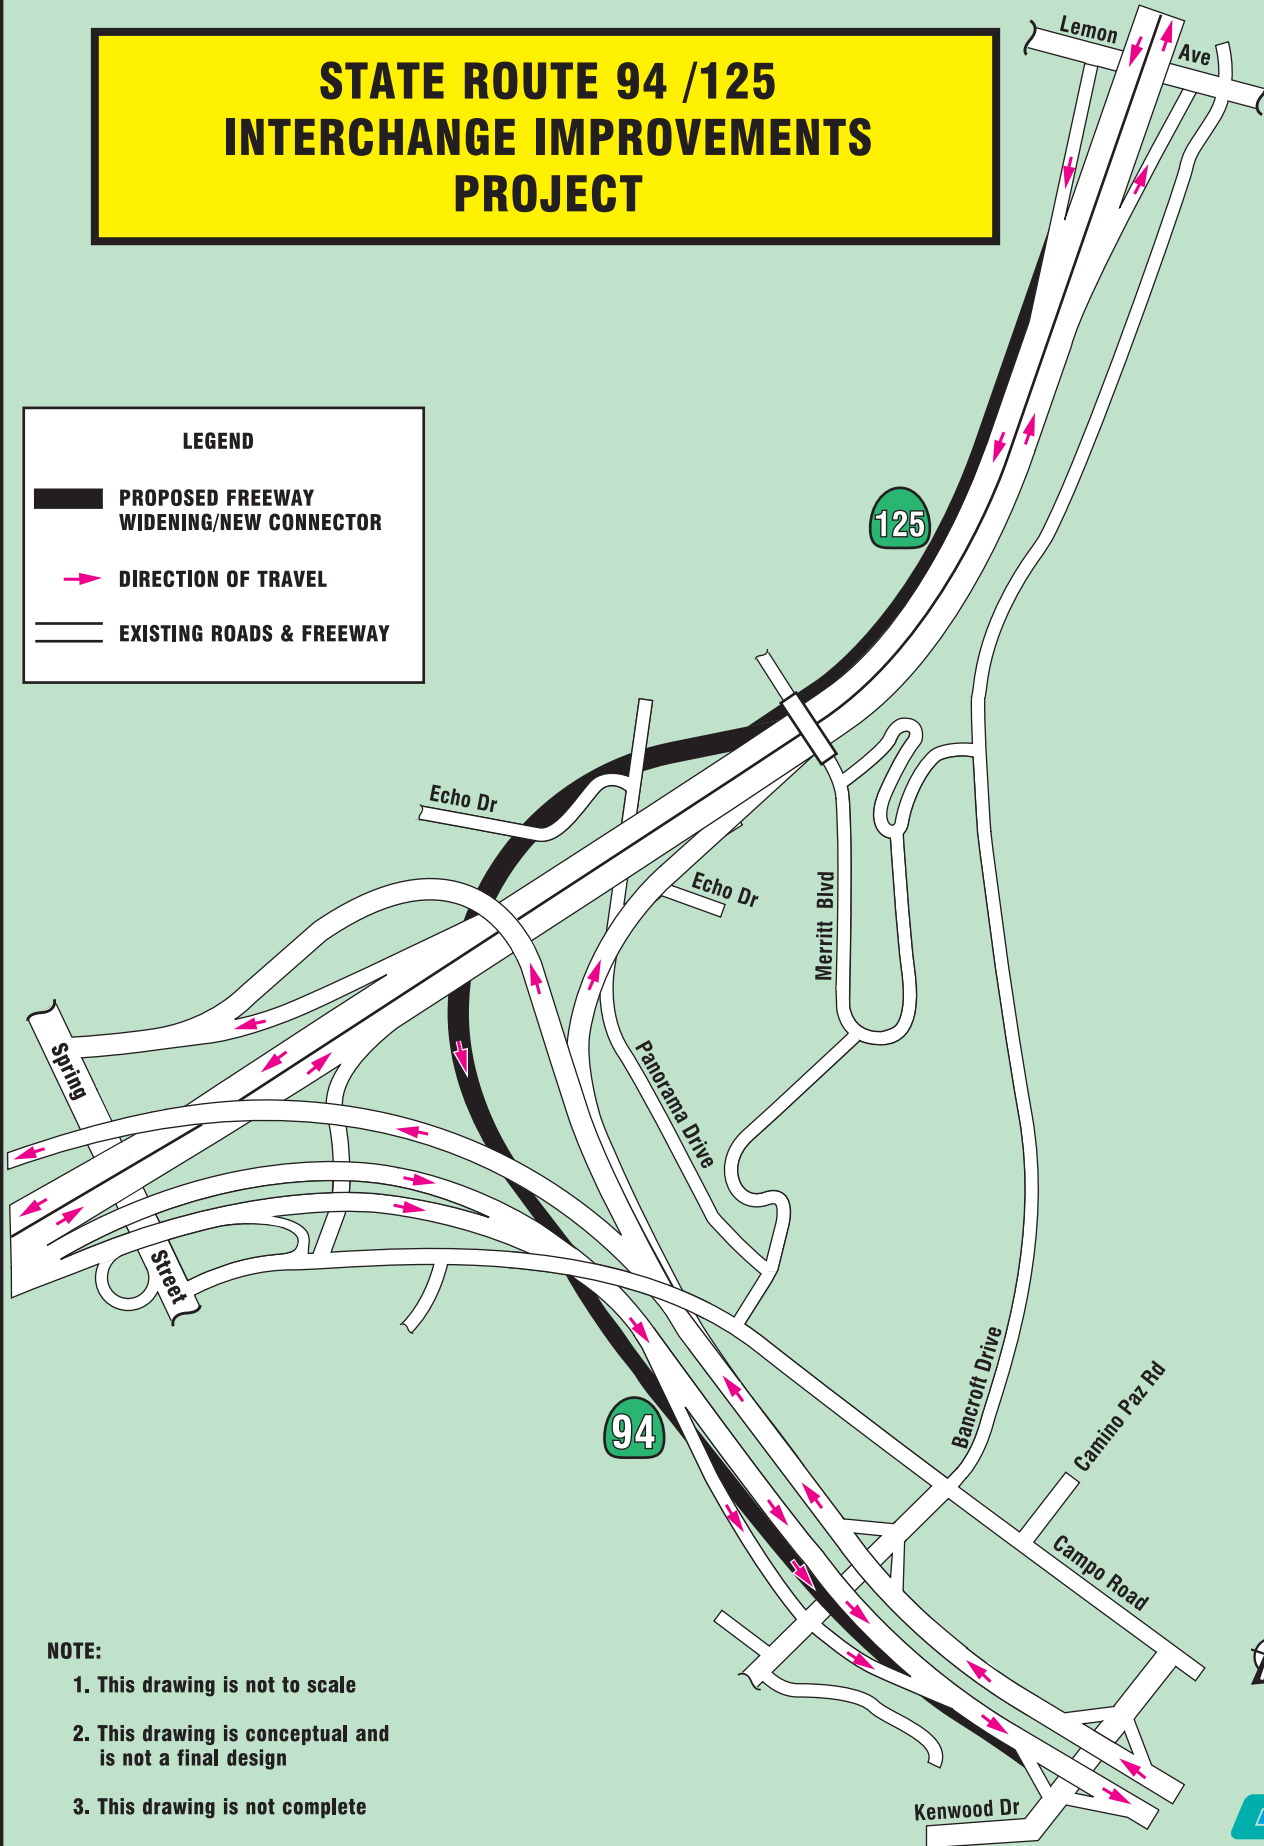 STATE ROUTE 94 /125
INTERCHANGE IMPROVEMENTS
PROJECT
Lemon
Ave
LEGEND
PROPOSED FREEWAY
WIDENING/NEW CONNECTOR
DIRECTION OF TRAVEL
EXISTING ROADS & FREEWAY
125
Echo Dr
Echo Dr
Merritt Blvd
Spring
Street
Panorama Drive
94
Bancroft Drive
Camino Paz Rd
Campo Road
Kenwood Dr
NOTE:
1. This drawing is not to scale
2. This drawing is conceptual and
is not a final design
3. This drawing is not complete